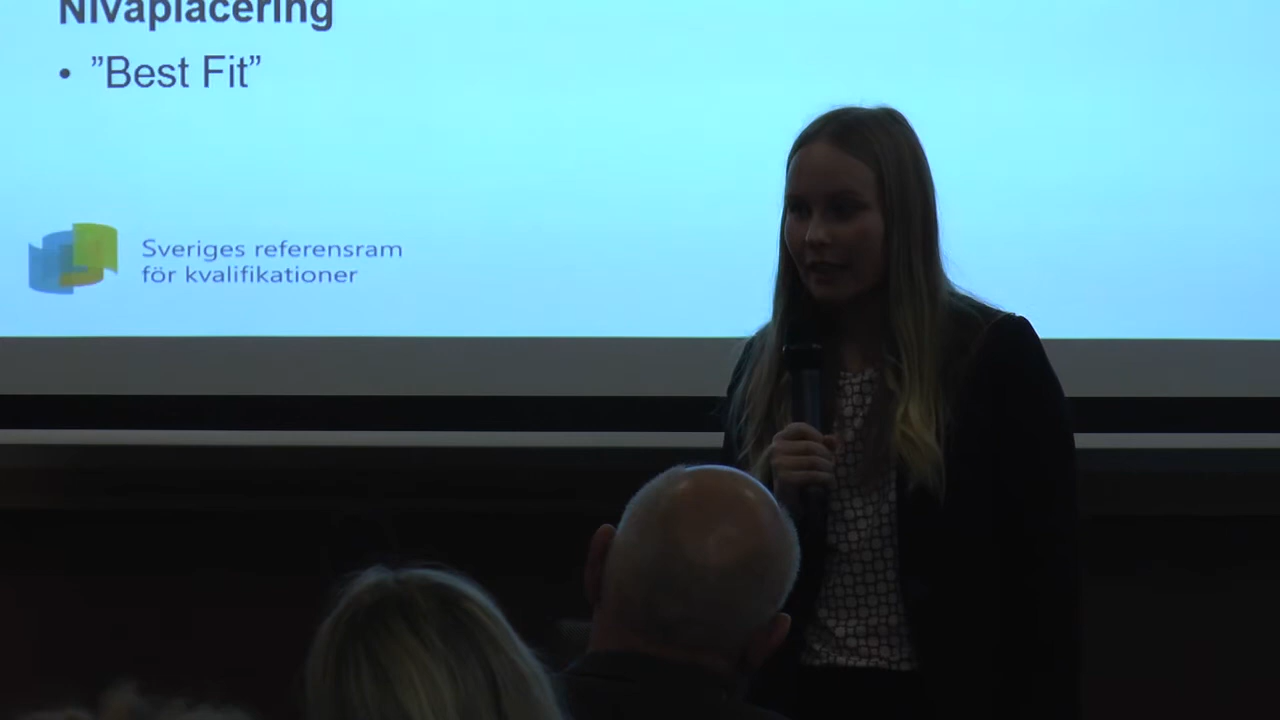 Nivåplacering
• ”Best Fit”
Sveriges referensram
för kvalifikationer